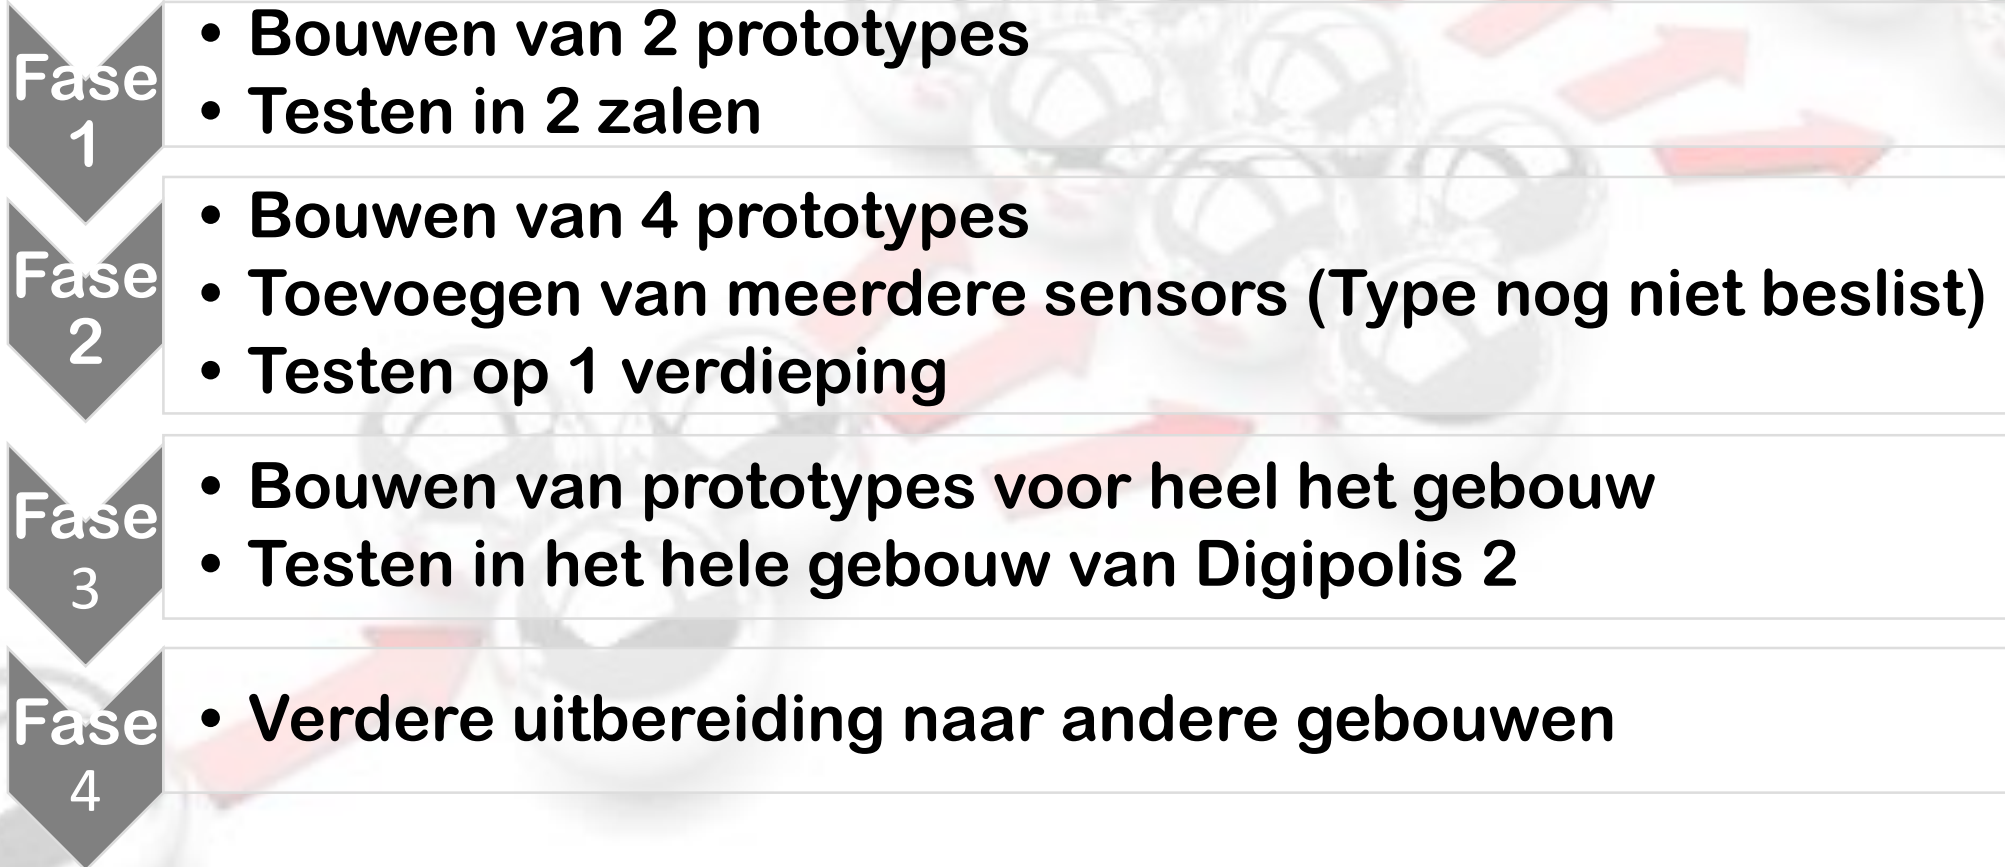 Fase
1
• Bouwen van 2 prototypes
• Testen in 2 zalen
Fase
2
• Bouwen van 4 prototypes
• Toevoegen van meerdere sensors (Type nog niet beslist)
• Testen op 1 verdieping
Fase
3
• Bouwen van prototypes voor heel het gebouw
• Testen in het hele gebouw van Digipolis 2
Fase
4
• Verdere uitbereiding naar andere gebouwen